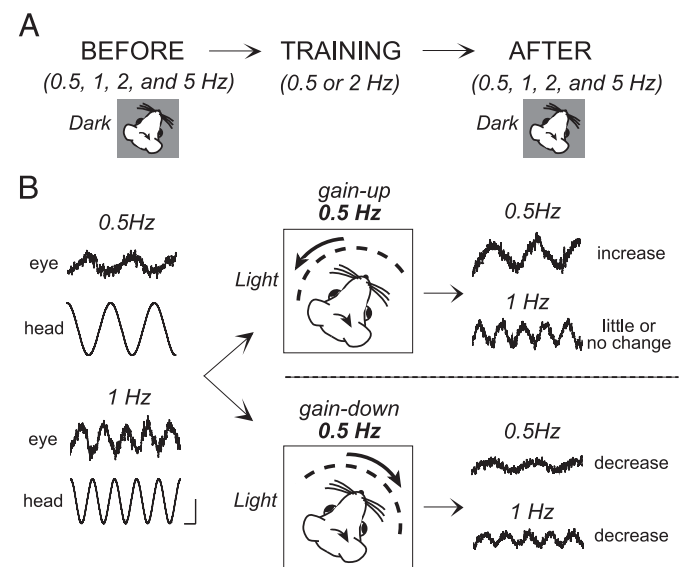 A
BEFORE → TRAINING → AFTER
(0.5, 1, 2, and 5 Hz) (0.5 or 2 Hz) (0.5, 1, 2, and 5 Hz)
Dark Dark
B
0.5Hz
eye
head
1 Hz
eye
head
gain-up
0.5 Hz
Light
0.5Hz
increase
1 Hz
little or
no change
gain-down
0.5 Hz
Light
0.5Hz
decrease
1 Hz
decrease